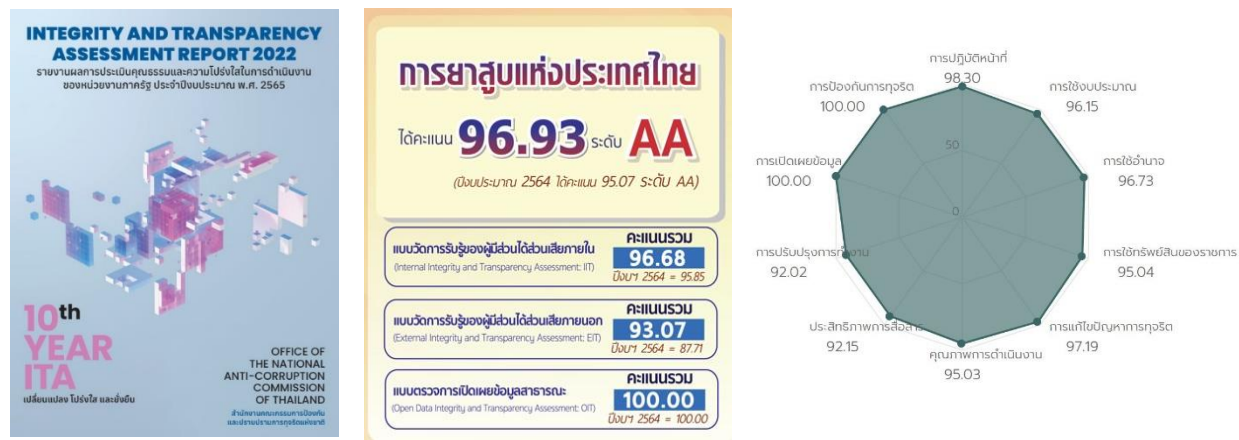 INTEGRITY AND TRANSPARENCY
ASSESSMENT REPORT 2022
รายงานผลการประเมินคุณธรรมและความโปร่งใสในการดำเนินงาน
ของหน่วยงานภาครัฐ ประจำปีงบประมาณ พ.ศ. 2565
10th
YEAR
ITA
เปลี่ยนแปลง โปร่งใส และยั่งยืน
OFFICE OF
THE NATIONAL
ANTI-CORRUPTION
COMMISSION
OF THAILAND
สำนักงานคณะกรรมการป้องกัน
และปราบปรามการทุจริตแห่งชาติ
การยาสูบแห่งประเทศไทย
ได้คะแนน 96.93 ระดับ AA
(ปีงบประมาณ 2564 ได้คะแนน 95.07 ระดับ AA)
แบบวัดการรับรู้ของผู้มีส่วนได้ส่วนเสียภายใน
(Internal Integrity and Transparency Assessment: IIT)
คะแนนรวม
96.68
ปีงบฯ 2564 = 95.85
แบบวัดการรับรู้ของผู้มีส่วนได้ส่วนเสียภายนอก
(External Integrity and Transparency Assessment: EIT)
คะแนนรวม
93.07
ปีงบฯ 2564 = 87.71
แบบตรวจการเปิดเผยข้อมูลสาธารณะ
(Open Data Integrity and Transparency Assessment: OIT)
คะแนนรวม
100.00
ปีงบฯ 2564 = 100.00
การปฏิบัติหน้าที่
98.30
การใช้งบประมาณ
96.15
การใช้อำนาจ
96.73
การใช้ทรัพย์สินของราชการ
95.04
การแก้ไขปัญหาการทุจริต
97.19
คุณภาพการดำเนินงาน
95.03
ประสิทธิภาพการสื่อสาร
92.15
การปรับปรุงการทำงาน
92.02
การเปิดเผยข้อมูล
100.00
การป้องกันการทุจริต
100.00
50
0